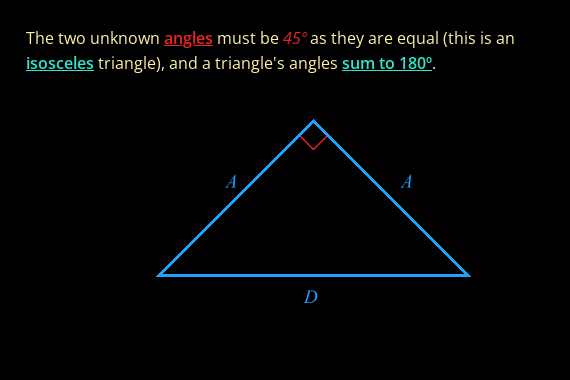 The two unknown angles must be 45° as they are equal (this is an
isosceles triangle), and a triangle's angles sum to 180º.
A
A
D